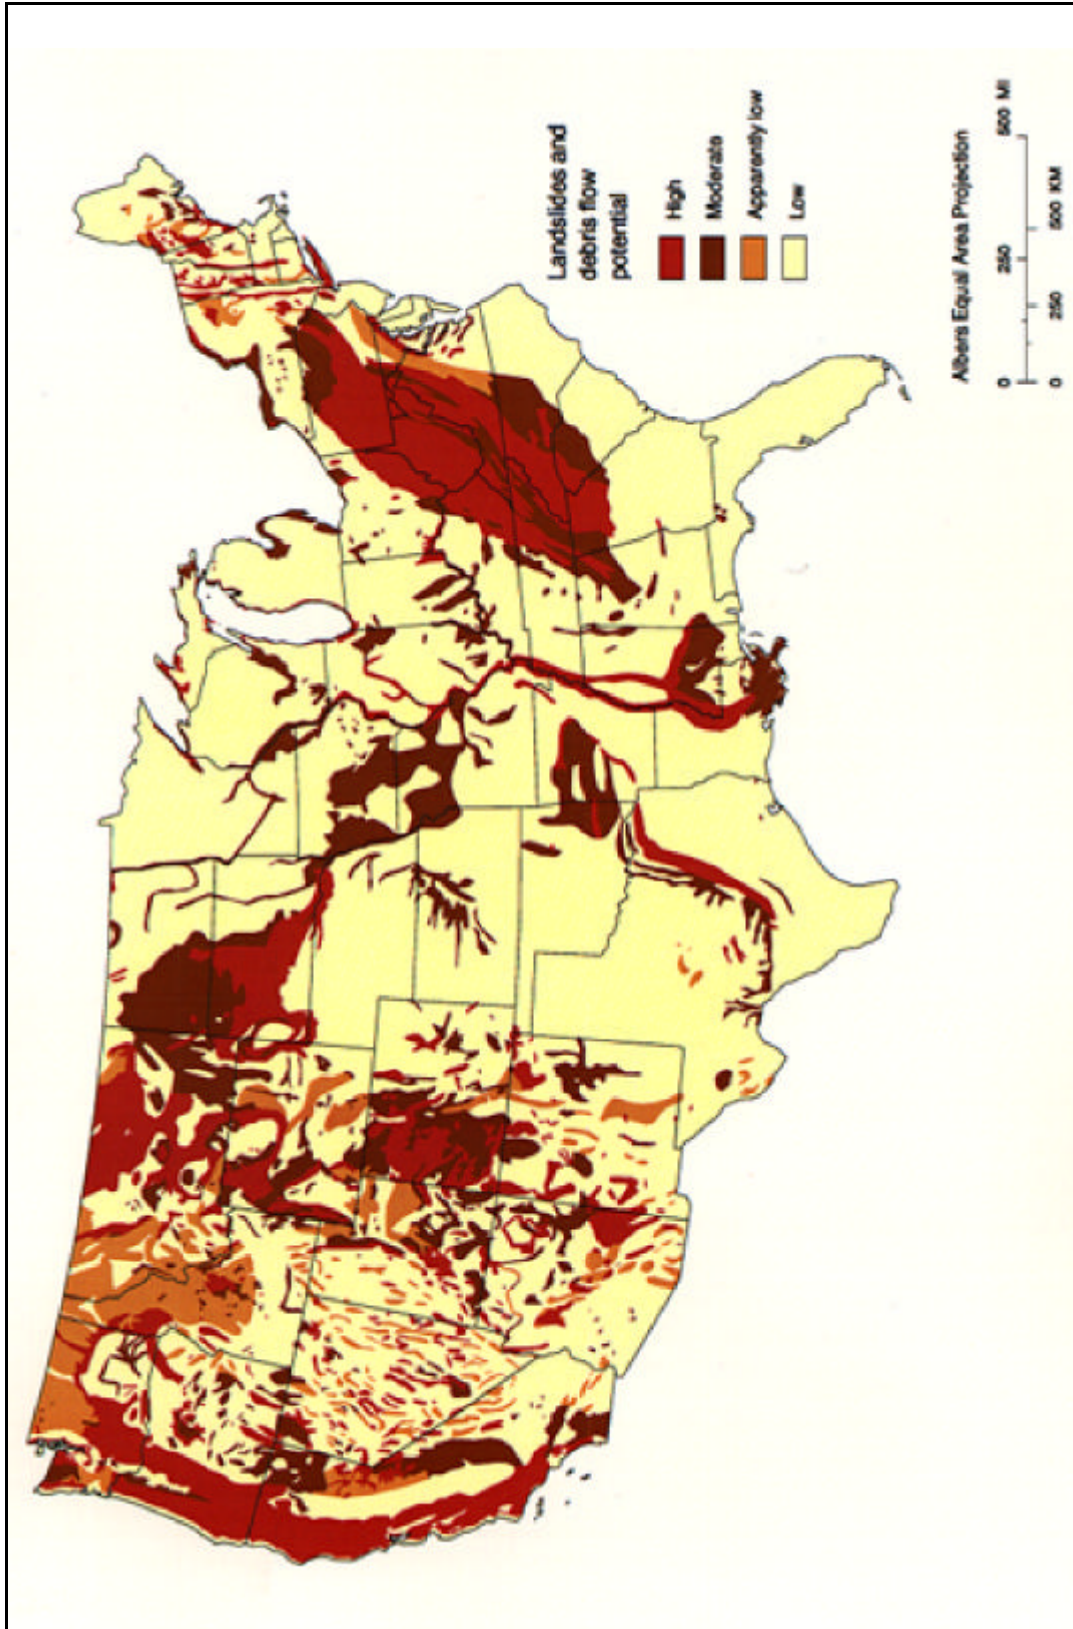 Landslides and
debris flow
potential
High
Moderate
Apparently low
Low
Albers Equal Area Projection
0 250 500 MI
0 250 500 KM